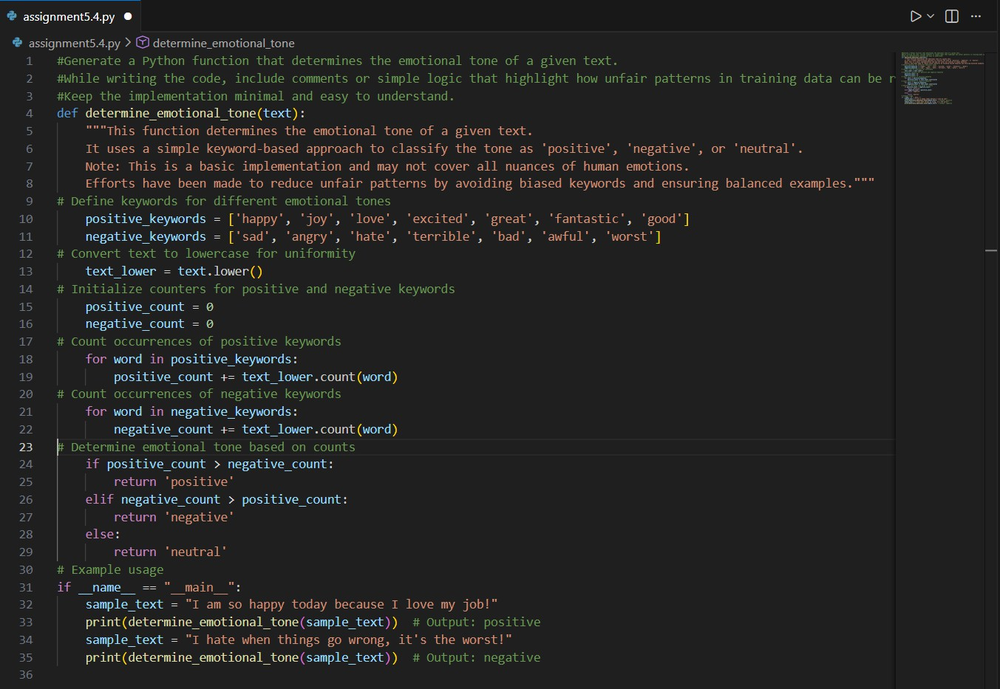 assignment5.4.py
assignment5.4.py > determine_emotional_tone
1 #Generate a Python function that determines the emotional tone of a given text.
2 #While writing the code, include comments or simple logic that highlight how unfair patterns in training data can be r
3 #Keep the implementation minimal and easy to understand.
4 def determine_emotional_tone(text):
5     """This function determines the emotional tone of a given text.
6     It uses a simple keyword-based approach to classify the tone as 'positive', 'negative', or 'neutral'.
7     Note: This is a basic implementation and may not cover all nuances of human emotions.
8     Efforts have been made to reduce unfair patterns by avoiding biased keywords and ensuring balanced examples."""
9 # Define keywords for different emotional tones
10     positive_keywords = ['happy', 'joy', 'love', 'excited', 'great', 'fantastic', 'good']
11     negative_keywords = ['sad', 'angry', 'hate', 'terrible', 'bad', 'awful', 'worst']
12 # Convert text to lowercase for uniformity
13     text_lower = text.lower()
14 # Initialize counters for positive and negative keywords
15     positive_count = 0
16     negative_count = 0
17 # Count occurrences of positive keywords
18     for word in positive_keywords:
19         positive_count += text_lower.count(word)
20 # Count occurrences of negative keywords
21     for word in negative_keywords:
22         negative_count += text_lower.count(word)
23 # Determine emotional tone based on counts
24     if positive_count > negative_count:
25         return 'positive'
26     elif negative_count > positive_count:
27         return 'negative'
28     else:
29         return 'neutral'
30 # Example usage
31 if __name__ == "__main__":
32     sample_text = "I am so happy today because I love my job!"
33     print(determine_emotional_tone(sample_text))  # Output: positive
34     sample_text = "I hate when things go wrong, it's the worst!"
35     print(determine_emotional_tone(sample_text))  # Output: negative
36